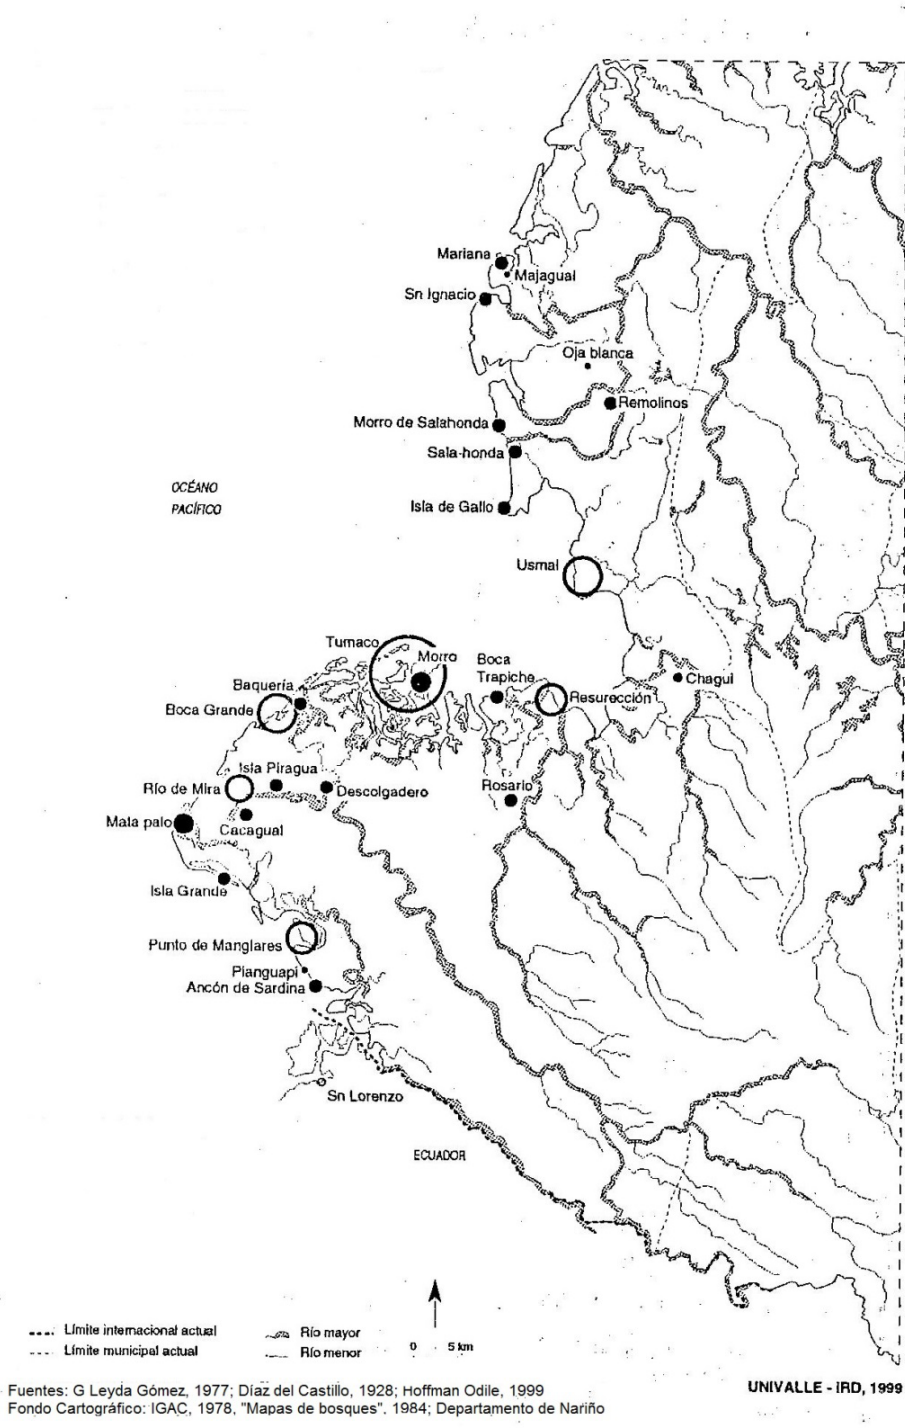 Mariana
Majagual
Sn Ignacio
Oja blanca
Remolinos
Morro de Salahonda
Sala-honda
OCÉANO
PACÍFICO
Isla de Gallo
Usmal
Tumaco
Morro
Boca
Trapiche
Chagui
Baquería
Boca Grande
Resurección
Isla Piragua
Río de Mira
Descolgadero
Rosario
Mala palo
Cacagual
Isla Grande
Punto de Manglares
Pianguapi
Ancón de Sardina
Sn Lorenzo
ECUADOR
Límite internacional actual
Río mayor
0 5 km
Límite municipal actual
Río menor
UNIVALLE - IRD, 1999
Fuentes: G Leyda Gómez, 1977; Díaz del Castillo, 1928; Hoffman Odile, 1999
Fondo Cartográfico: IGAC, 1978, "Mapas de bosques", 1984; Departamento de Nariño